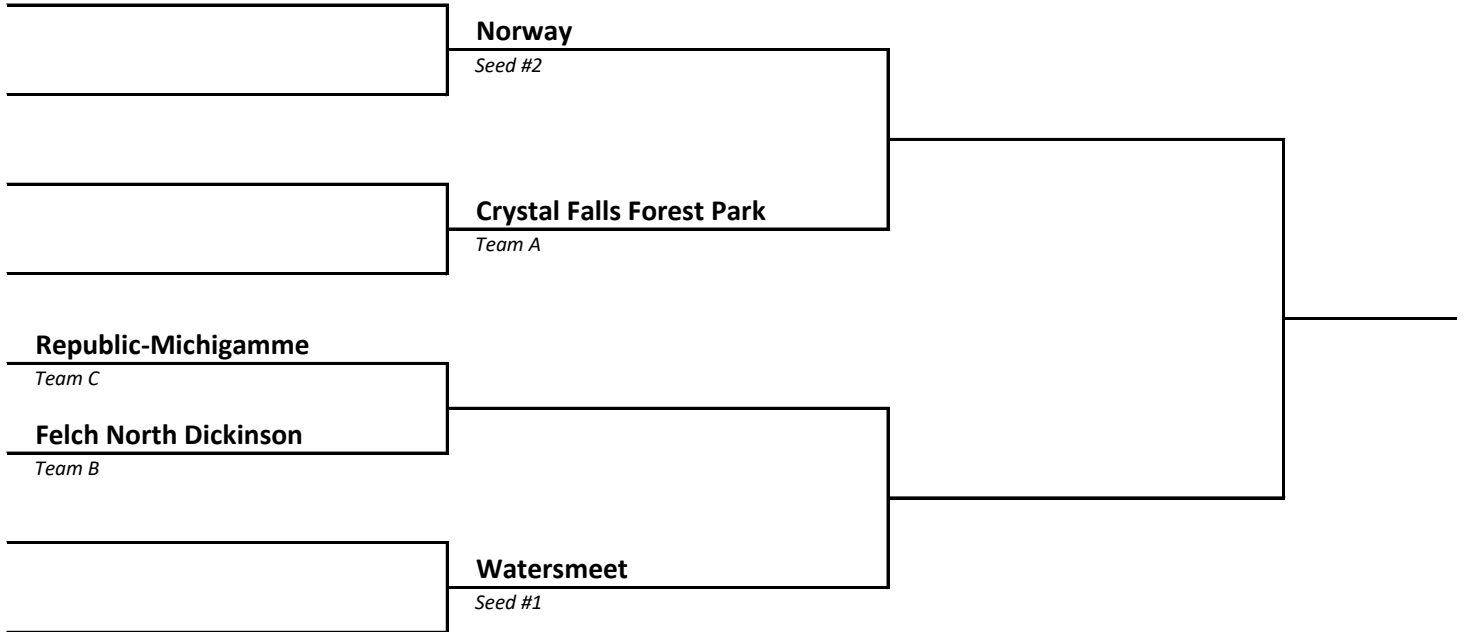 Norway
Seed #2
Crystal Falls Forest Park
Team A
Republic-Michigamme
Team C
Felch North Dickinson
Team B
Watersmeet
Seed #1